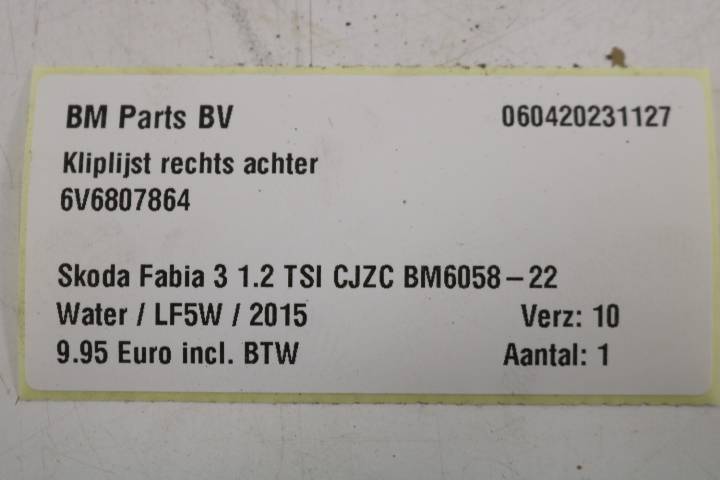 BM Parts BV 060420231127
Kliplijst rechts achter
6V6807864
Skoda Fabia 3 1.2 TSI CJZC BM6058-22
Water / LF5W / 2015 Verz: 10
9.95 Euro incl. BTW Aantal: 1